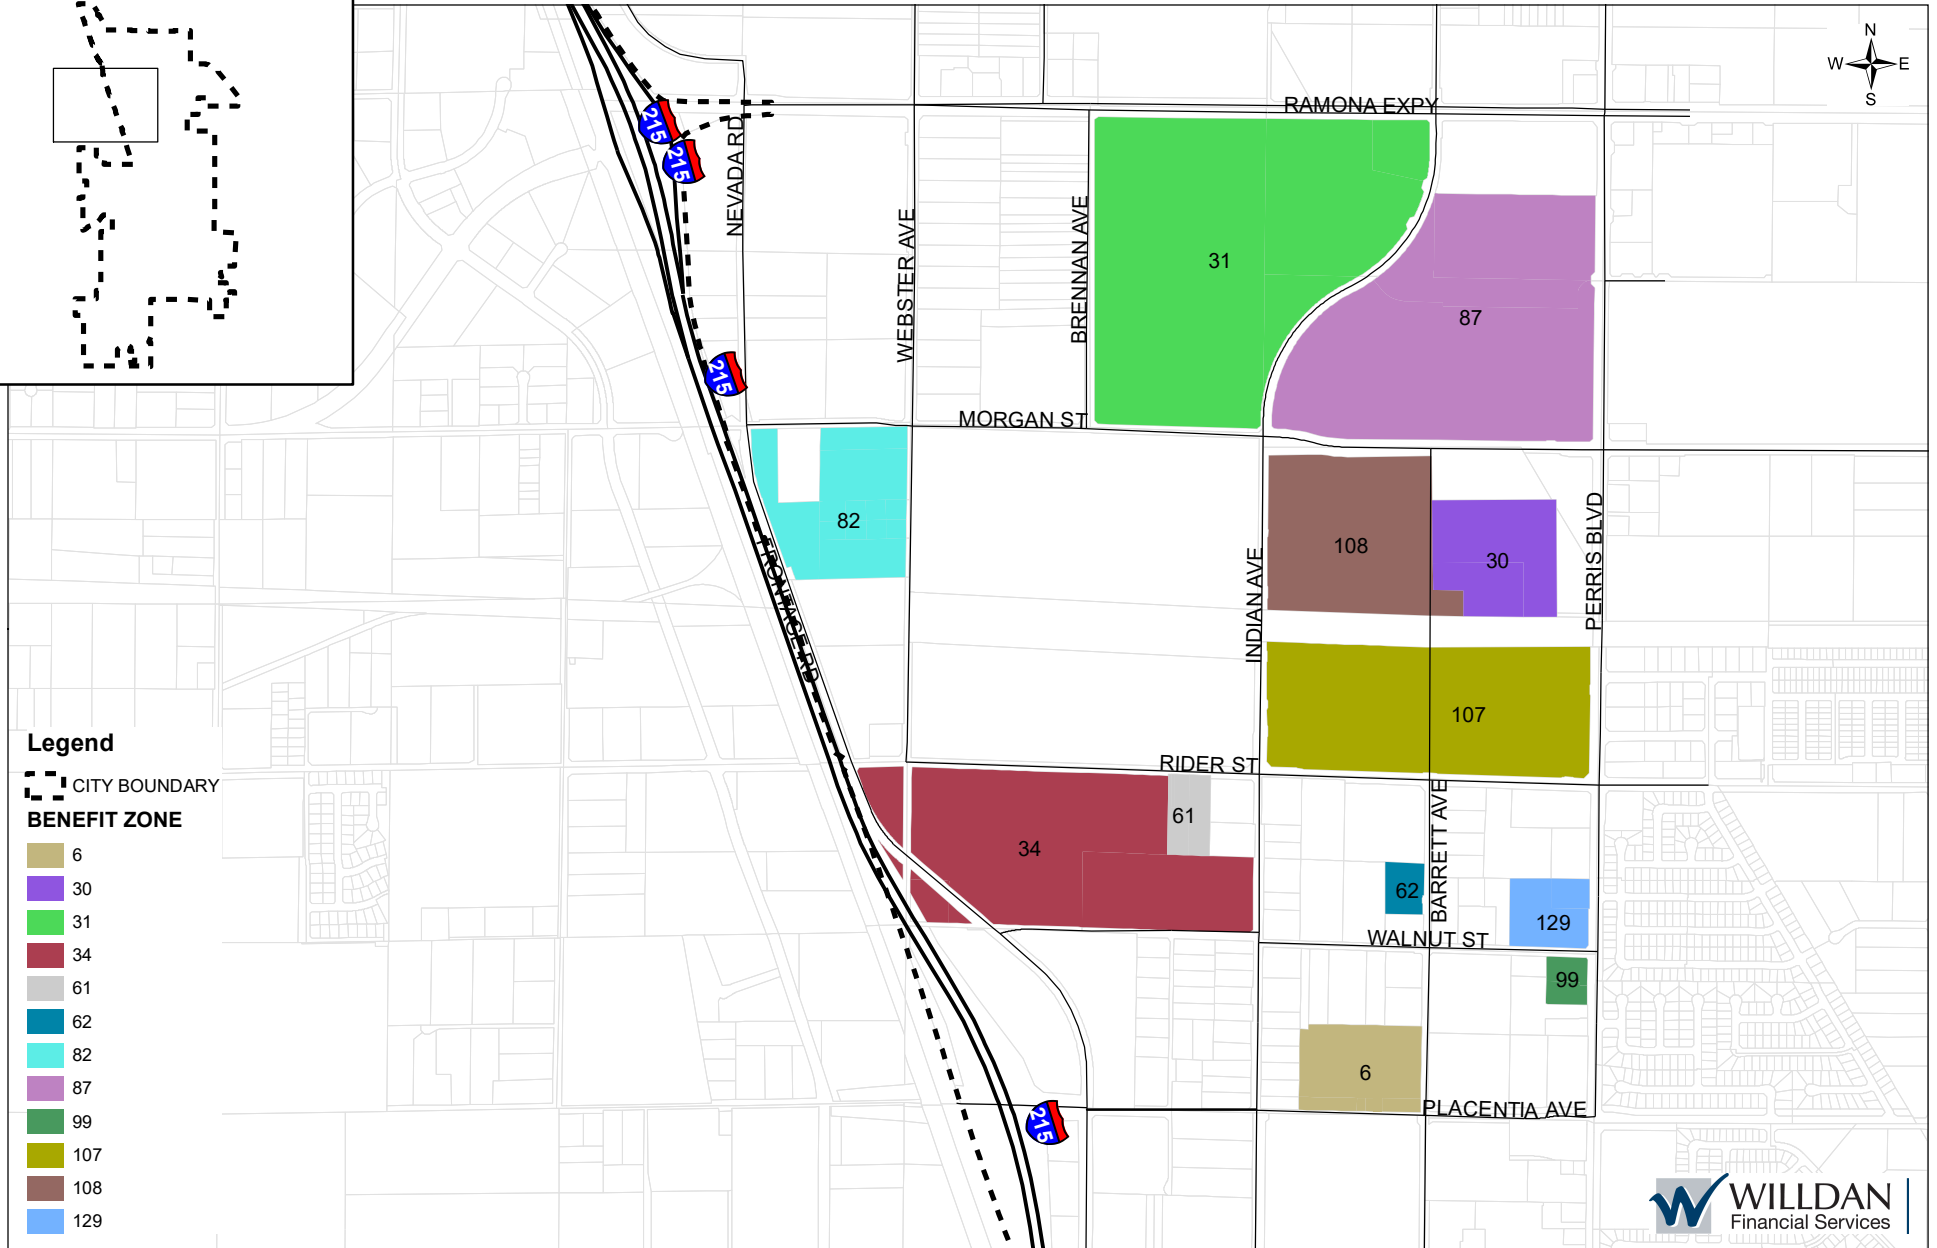 N
W E
S
RAMONA EXPY
215
215
NEVADA RD
WEBSTER AVE
BRENNAN AVE
31
87
215
MORGAN ST
82
FRONTAGE RD
INDIAN AVE
108
30
PERRIS BLVD
107
RIDER ST
61
34
BARRETT AVE
62
129
WALNUT ST
99
6
PLACENTIA AVE
215
Legend
CITY BOUNDARY
BENEFIT ZONE
6
30
31
34
61
62
82
87
99
107
108
129
WILLDAN
Financial Services